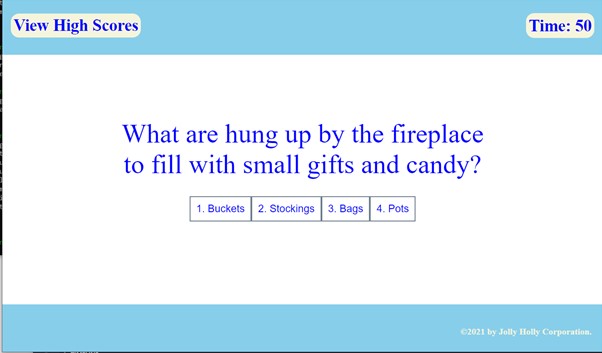 View High Scores
Time: 50
What are hung up by the fireplace
to fill with small gifts and candy?
1. Buckets
2. Stockings
3. Bags
4. Pots
©2021 by Jolly Holly Corporation.